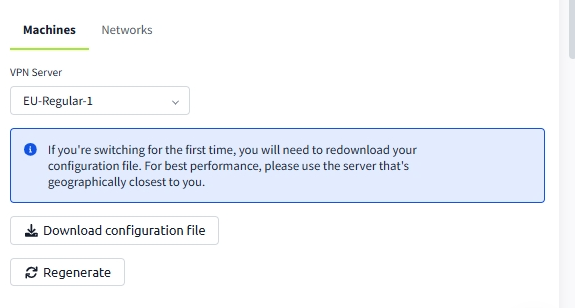 Machines Networks
VPN Server
EU-Regular-1
If you're switching for the first time, you will need to redownload your
configuration file. For best performance, please use the server that's
geographically closest to you.
Download configuration file
Regenerate